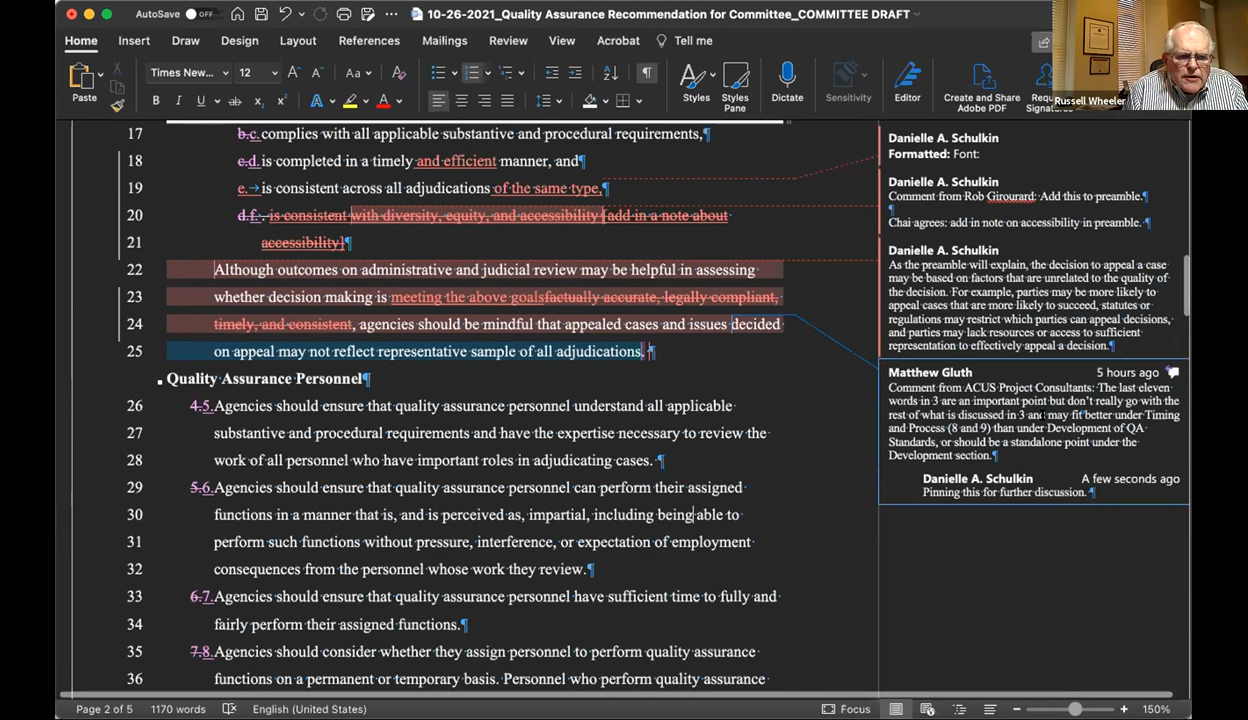 AutoSave OFF
10-26-2021_Quality Assurance Recommendation for Committee_COMMITTEE DRAFT
Home Insert Draw Design Layout References Mailings Review View Acrobat Tell me
Paste
Times New... 12
Aa
B I U ab x₂ x² A A
Styles
Styles Pane
Dictate
Sensitivity
Editor
Create and Share Adobe PDF
Signatures
Russell Wheeler
17 b.c. complies with all applicable substantive and procedural requirements,¶
18 c.d. is completed in a timely and efficient manner, and¶
19 e.→is consistent across all adjudications of the same type,¶
20 d.f. . is consistent with diversity, equity, and accessibility [add in a note about
21 accessibility]¶
22 Although outcomes on administrative and judicial review may be helpful in assessing
23 whether decision making is meeting the above goalsfactually accurate, legally compliant,
24 timely, and consistent, agencies should be mindful that appealed cases and issues decided
25 on appeal may not reflect representative sample of all adjudications. ¶
Quality Assurance Personnel¶
26 4.5.Agencies should ensure that quality assurance personnel understand all applicable
27 substantive and procedural requirements and have the expertise necessary to review the
28 work of all personnel who have important roles in adjudicating cases. ¶
29 5.6.Agencies should ensure that quality assurance personnel can perform their assigned
30 functions in a manner that is, and is perceived as, impartial, including being able to
31 perform such functions without pressure, interference, or expectation of employment
32 consequences from the personnel whose work they review.¶
33 6.7.Agencies should ensure that quality assurance personnel have sufficient time to fully and
34 fairly perform their assigned functions.¶
35 7.8.Agencies should consider whether they assign personnel to perform quality assurance
36 functions on a permanent or temporary basis. Personnel who perform quality assurance
Danielle A. Schulkin
Formatted: Font:
Danielle A. Schulkin
Comment from Rob Girourard: Add this to preamble.¶
¶
Chai agrees: add in note on accessibility in preamble.¶
Danielle A. Schulkin
As the preamble will explain, the decision to appeal a case
may be based on factors that are unrelated to the quality of
the decision. For example, parties may be more likely to
appeal cases that are more likely to succeed, statutes or
regulations may restrict which parties can appeal decisions,
and parties may lack resources or access to sufficient
representation to effectively appeal a decision.¶
Matthew Gluth 5 hours ago
Comment from ACUS Project Consultants: The last eleven
words in 3 are an important point but don't really go with the
rest of what is discussed in 3 and may fit better under Timing
and Process (8 and 9) than under Development of QA
Standards, or should be a standalone point under the
Development section.¶
Danielle A. Schulkin A few seconds ago
Pinning this for further discussion. ¶
Page 2 of 5 1170 words English (United States) Focus 150%